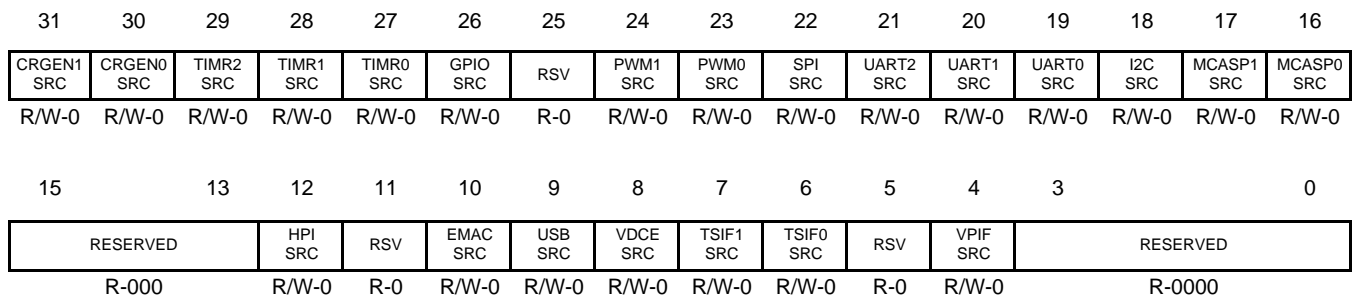 31 30 29 28 27 26 25 24 23 22 21 20 19 18 17 16
CRGEN1 CRGEN0 TIMR2 TIMR1 TIMR0 GPIO RSV PWM1 PWM0 SPI UART2 UART1 UART0 I2C MCASP1 MCASP0
SRC SRC SRC SRC SRC SRC SRC SRC SRC SRC SRC SRC SRC SRC SRC
R/W-0 R/W-0 R/W-0 R/W-0 R/W-0 R/W-0 R-0 R/W-0 R/W-0 R/W-0 R/W-0 R/W-0 R/W-0 R/W-0 R/W-0 R/W-0
15 13 12 11 10 9 8 7 6 5 4 3 0
RESERVED HPI RSV EMAC USB VDCE TSIF1 TSIF0 RSV VPIF RESERVED
SRC SRC SRC SRC SRC SRC SRC
R-000 R/W-0 R-0 R/W-0 R/W-0 R/W-0 R/W-0 R/W-0 R-0 R/W-0 R-0000